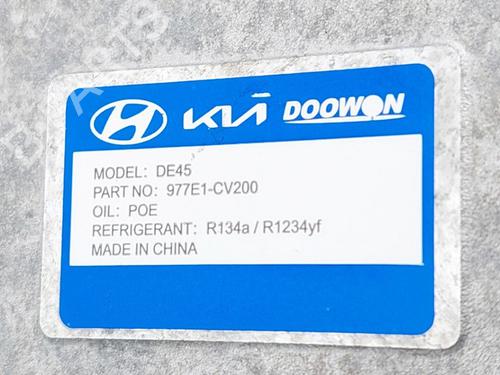 KIA DOOWON
MODEL: DE45
PART NO: 977E1-CV200
OIL: POE
REFRIGERANT: R134a / R1234yf
MADE IN CHINA